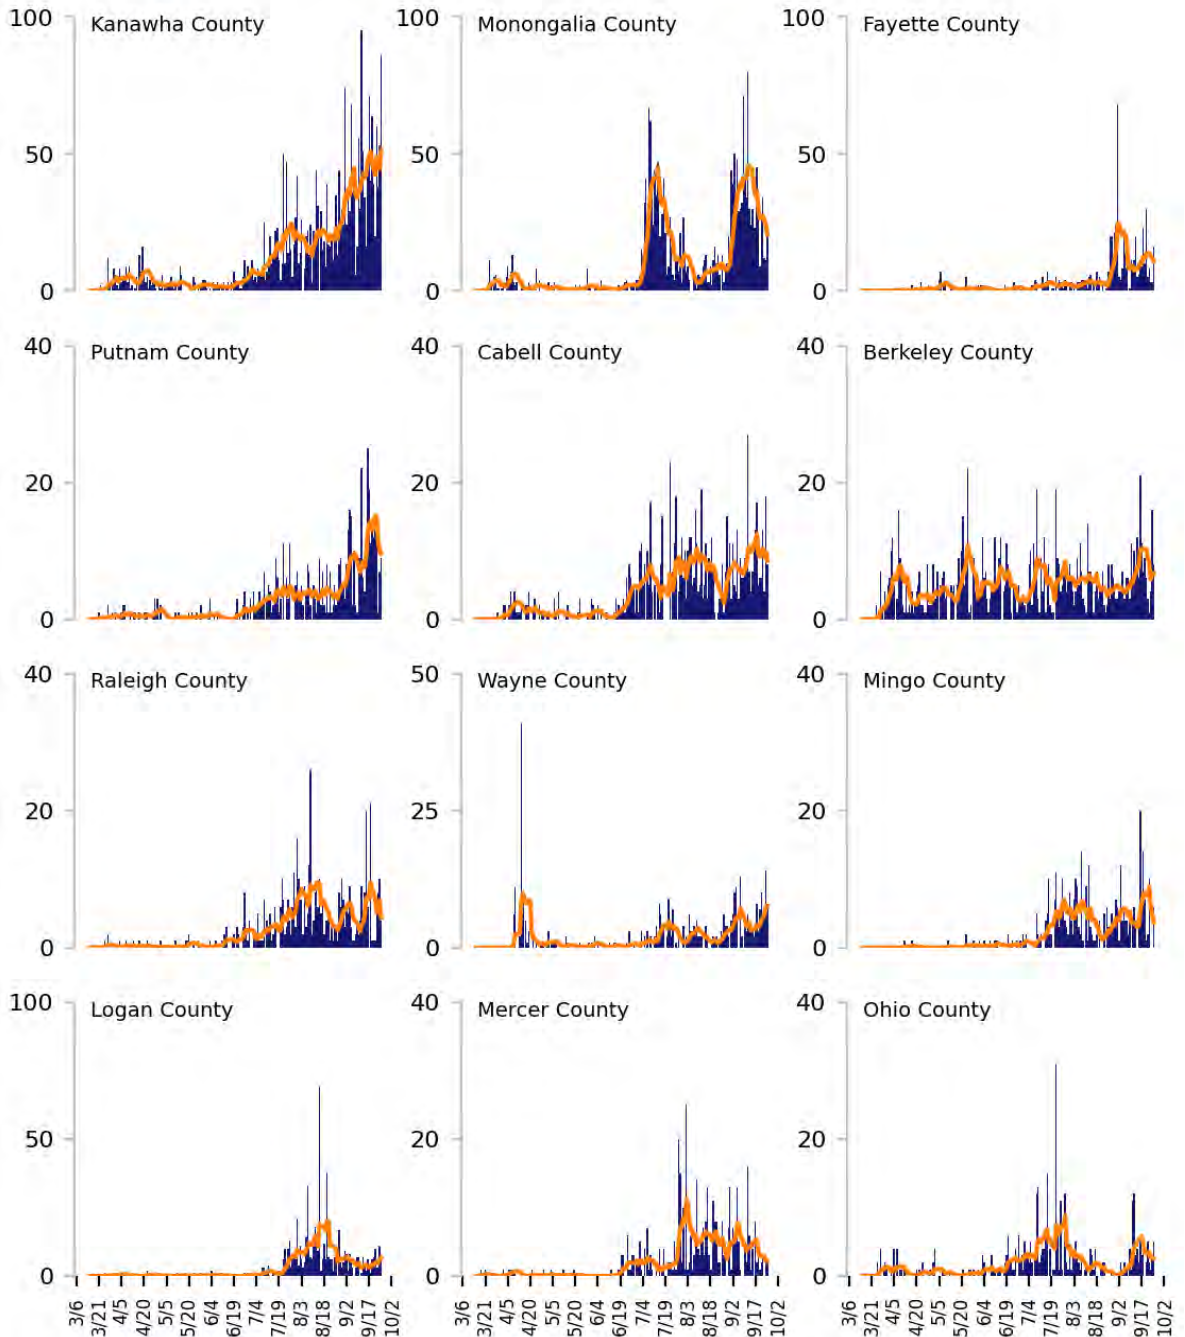 Kanawha County
Monongalia County
Fayette County
100
50
0
100
50
0
100
50
0
Putnam County
Cabell County
Berkeley County
40
20
0
40
20
0
40
20
0
Raleigh County
Wayne County
Mingo County
40
20
0
50
25
0
40
20
0
Logan County
Mercer County
Ohio County
100
50
0
40
20
0
40
20
0
3/6 3/21 4/5 4/20 5/5 5/20 6/4 6/19 7/4 7/19 8/3 8/18 9/2 9/17 10/2
3/6 3/21 4/5 4/20 5/5 5/20 6/4 6/19 7/4 7/19 8/3 8/18 9/2 9/17 10/2
3/6 3/21 4/5 4/20 5/5 5/20 6/4 6/19 7/4 7/19 8/3 8/18 9/2 9/17 10/2